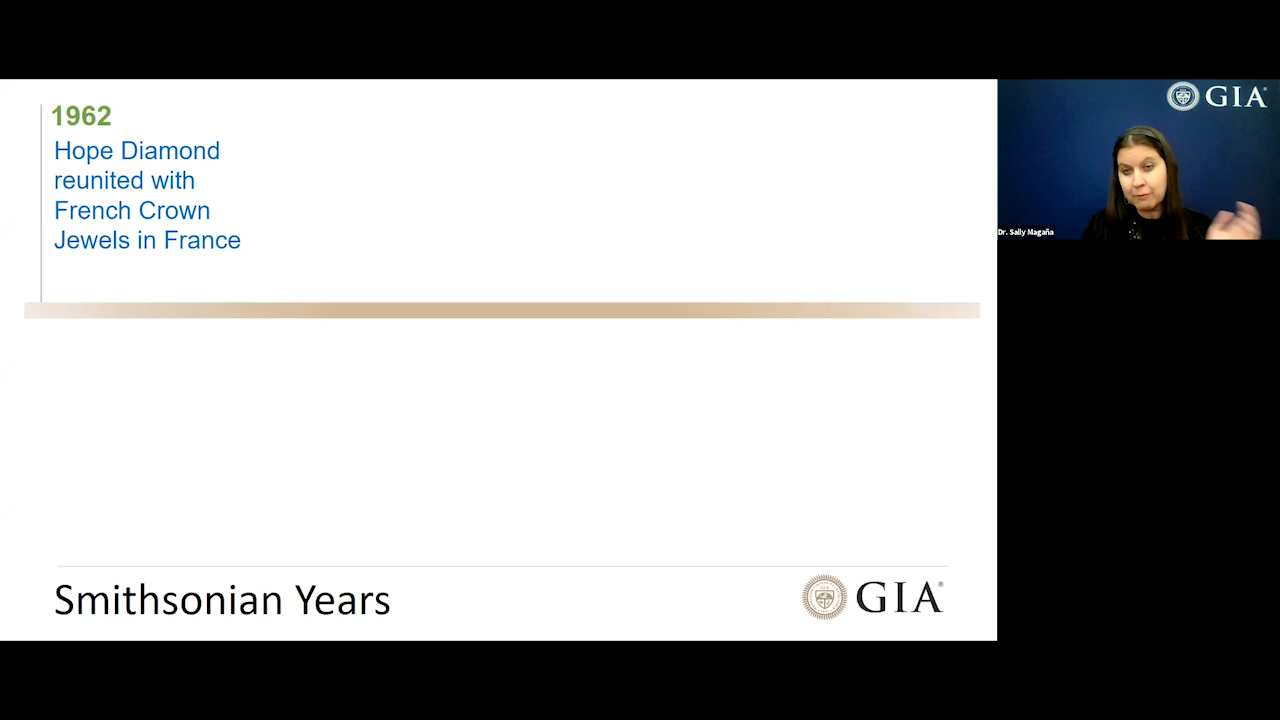 1962
Hope Diamond
reunited with
French Crown
Jewels in France
Smithsonian Years
GIA®
GIA®
Dr. Sally Magaña